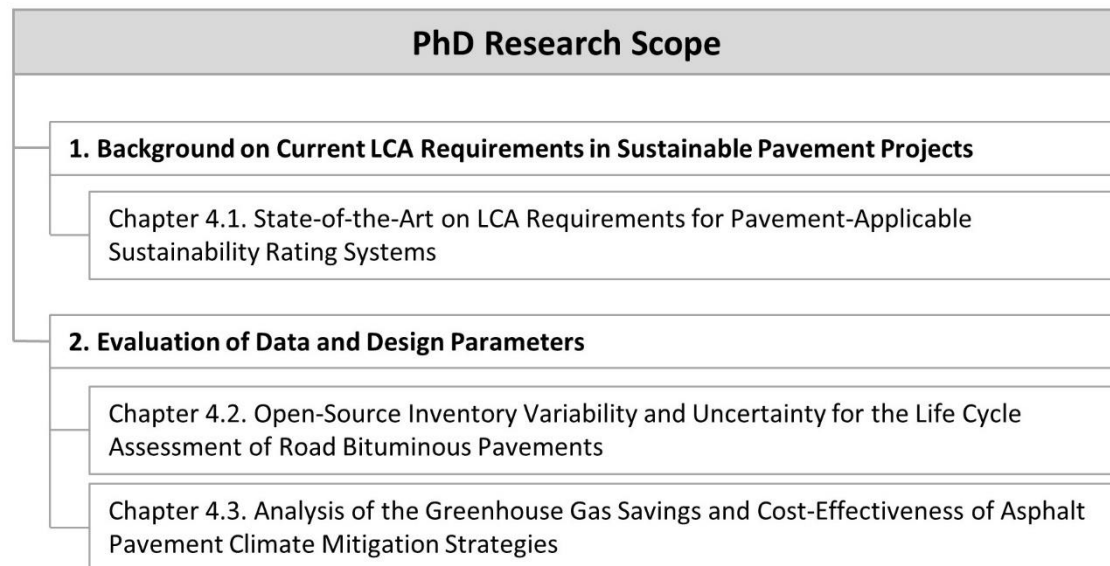 PhD Research Scope
1. Background on Current LCA Requirements in Sustainable Pavement Projects
Chapter 4.1. State-of-the-Art on LCA Requirements for Pavement-Applicable
Sustainability Rating Systems
2. Evaluation of Data and Design Parameters
Chapter 4.2. Open-Source Inventory Variability and Uncertainty for the Life Cycle
Assessment of Road Bituminous Pavements
Chapter 4.3. Analysis of the Greenhouse Gas Savings and Cost-Effectiveness of Asphalt
Pavement Climate Mitigation Strategies